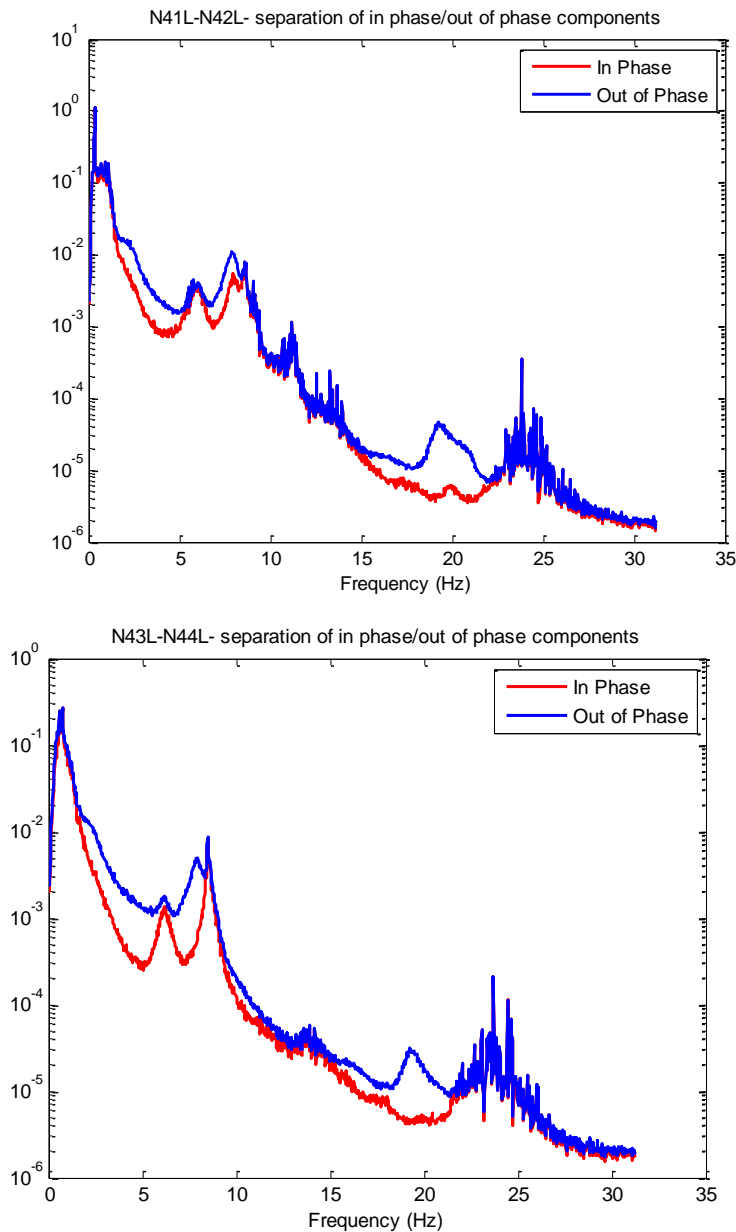 N41L-N42L- separation of in phase/out of phase components
10^1
10^0
10^-1
10^-2
10^-3
10^-4
10^-5
10^-6
In Phase
Out of Phase
0 5 10 15 20 25 30 35
Frequency (Hz)
N43L-N44L- separation of in phase/out of phase components
10^0
10^-1
10^-2
10^-3
10^-4
10^-5
10^-6
In Phase
Out of Phase
0 5 10 15 20 25 30 35
Frequency (Hz)